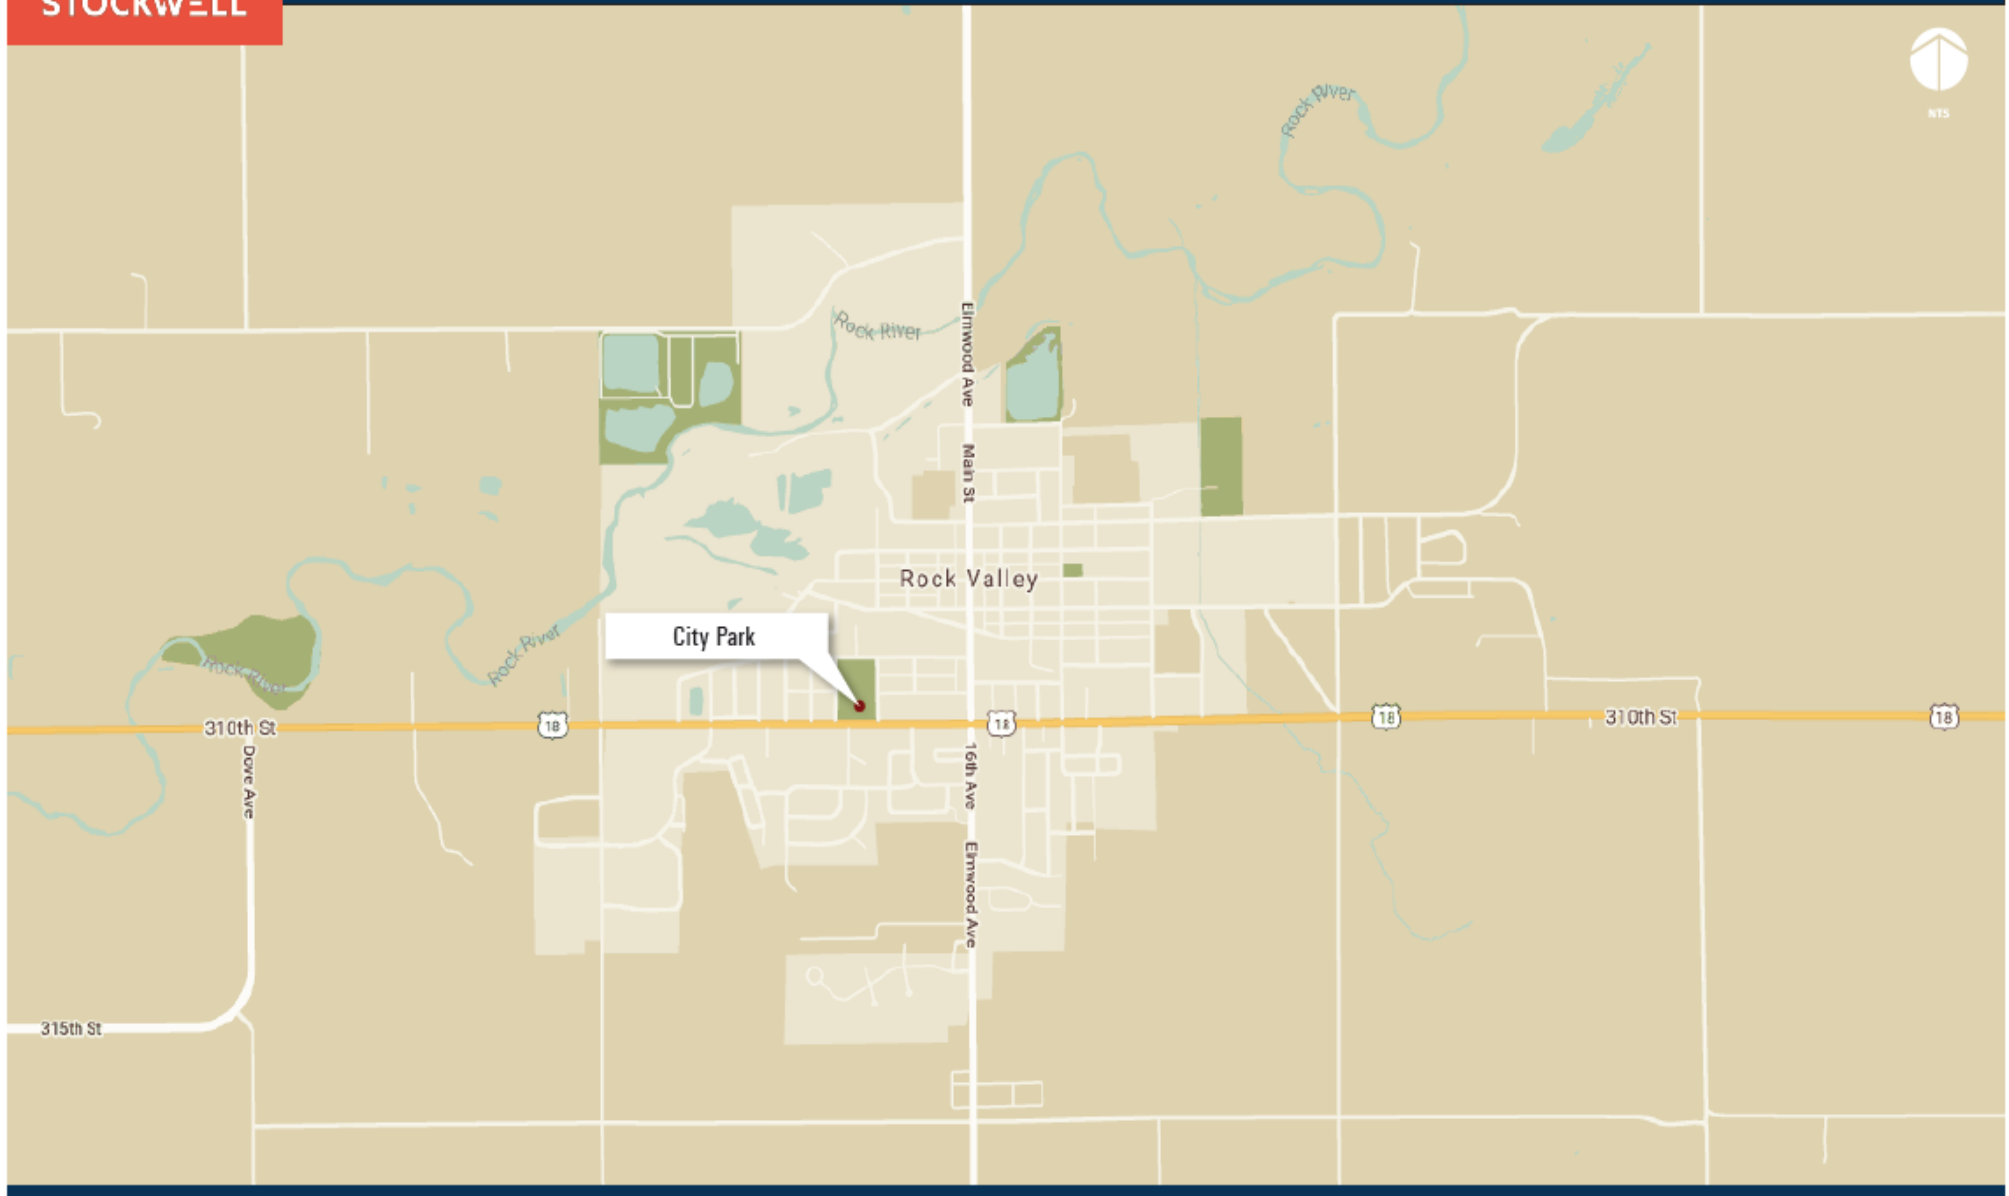 STOCKWELL
NTS
Rock River
Elmwood Ave
Rock River
Main St
Rock Valley
City Park
Rock River
Rock River
310th St
18
18
18
310th St
18
Dove Ave
16th Ave
Elmwood Ave
315th St